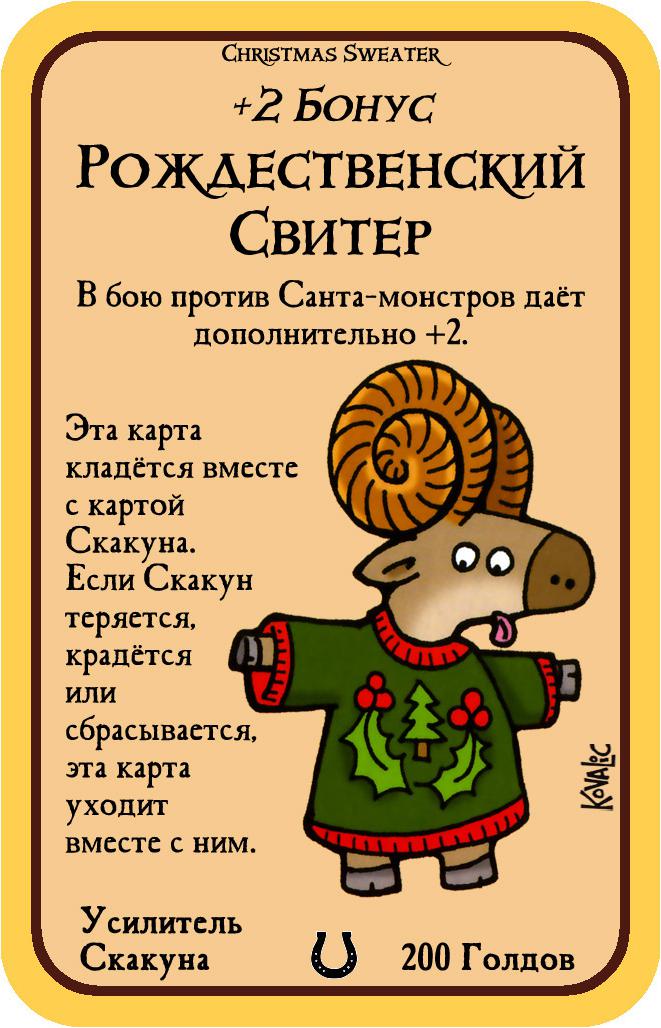 Christmas Sweater
+2 Бонус
Рождественский
Свитер
В бою против Санта-монстров даёт
дополнительно +2.
Эта карта
кладётся вместе
с картой
Скакуна.
Если Скакун
теряется,
крадётся
или
сбрасывается,
эта карта
уходит
вместе с ним.
Kovalic
Усилитель
Скакуна
200 Голдов